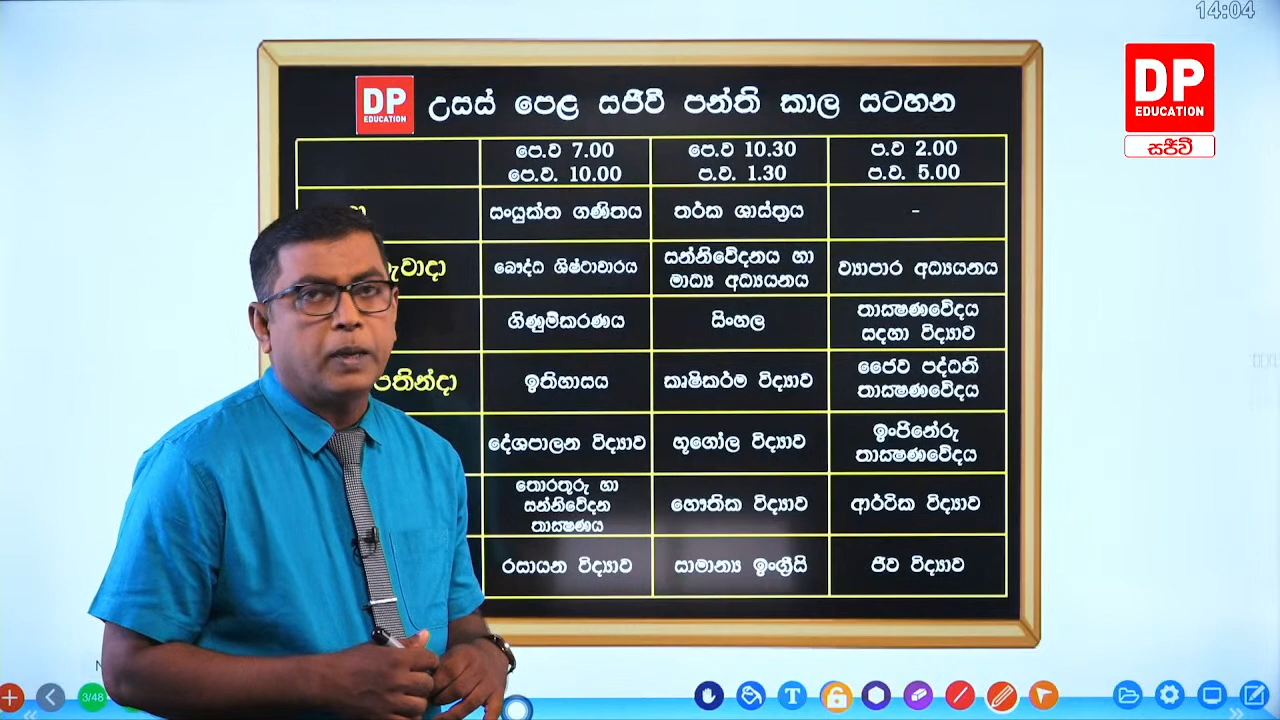 14:04
DP
EDUCATION
සජීවී
DP
EDUCATION
උසස් පෙළ සජීවී පන්ති කාල සටහන
පෙ.ව 7.00
පෙ.ව. 10.00
පෙ.ව 10.30
ප.ව. 1.30
ප.ව 2.00
ප.ව. 5.00
සංයුක්ත ගණිතය
තර්ක ශාස්ත්‍රය
-
බෞද්ධ ශිෂ්ටාචාරය
සන්නිවේදනය හා
මාධ්‍ය අධ්‍යයනය
ව්‍යාපාර අධ්‍යයනය
ගිණුම්කරණය
සිංහල
තාක්ෂණවේදය
සඳහා විද්‍යාව
ඉතිහාසය
කෘෂිකර්ම විද්‍යාව
ජෛව පද්ධති
තාක්ෂණවේදය
දේශපාලන විද්‍යාව
භූගෝල විද්‍යාව
ඉංජිනේරු
තාක්ෂණවේදය
තොරතුරු හා
සන්නිවේදන
තාක්ෂණය
භෞතික විද්‍යාව
ආර්ථික විද්‍යාව
රසායන විද්‍යාව
සාමාන්‍ය ඉංග්‍රීසි
ජීව විද්‍යාව
3/48